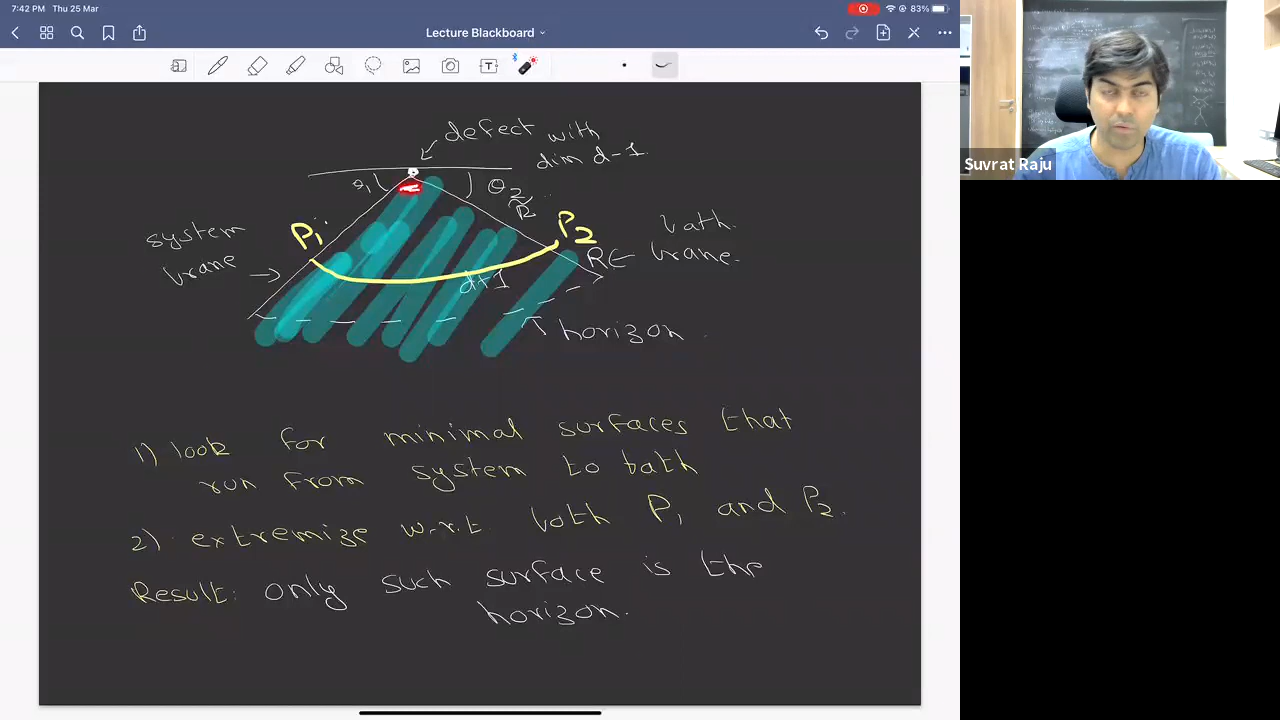 7:42 PM Thu 25 Mar
83%
Lecture Blackboard
T
Suvrat Raju
defect with
dim d-1
θ1
θ2
R
P1
P2
system
brane
bath
brane.
R
d+1
horizon
1) look for minimal surfaces that
run from system to bath
2) extremize w.r.t. both P1 and P2.
Result: only such surface is the
horizon.